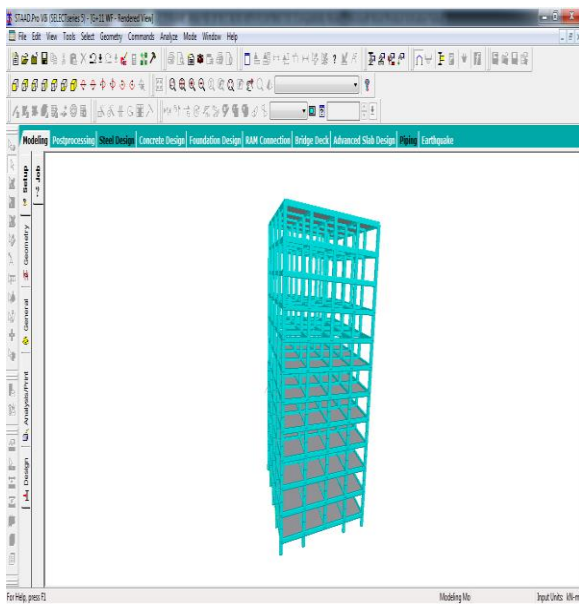 STAAD.Pro V8i (SELECTseries 5) - [G+11 WF - Rendered View]
File Edit View Tools Select Geometry Commands Analyze Mode Window Help
Modeling Postprocessing Steel Design Concrete Design Foundation Design RAM Connection Bridge Deck Advanced Slab Design Piping Earthquake
Setup
Job
Geometry
General
Analysis/Print
Design
For Help, press F1
Modeling Mo
Input Units: kN-m